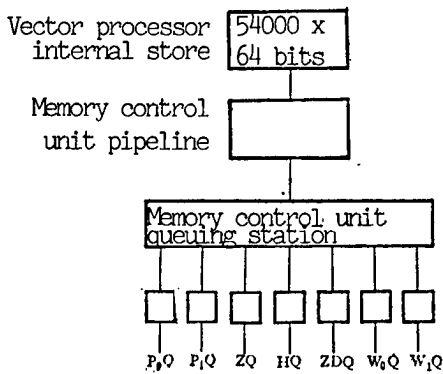 Vector processor
internal store
54000 x
64 bits
Memory control
unit pipeline
Memory control unit
queuing station
P₀Q P₁Q ZQ HQ ZDQ W₀Q W₁Q